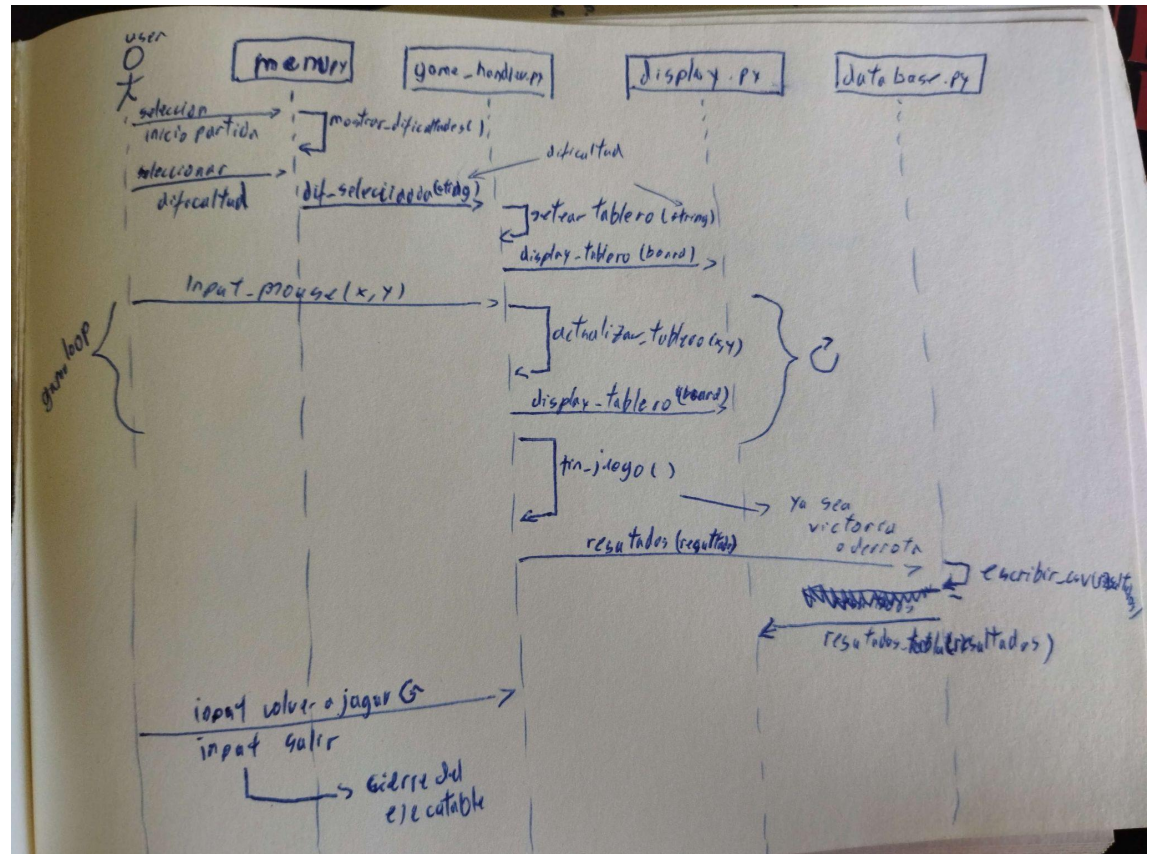 user
menu.py
game_handler.py
display.py
database.py
seleccion
inicio partida
mostrar_dificultades()
seleccionar
dificultad
dificultad
dif_seleccionada(string)
setear tablero (string)
display_tablero (board)
Input_mouse(x,y)
game loop
actualizar_tablero(x,y)
display_tablero (board)
fin_juego()
ya sea
victoria
o derrota
resutados(resultado)
resutados resultados)
input volver a jugar
input salir
cierre del
ejecutable